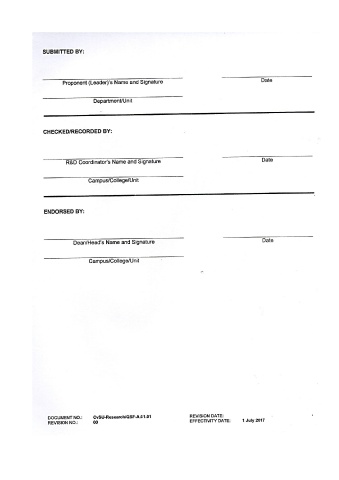 SUBMITTED BY:
Proponent (Leader)'s Name and Signature Date
Department/Unit
CHECKED/RECORDED BY:
R&D Coordinator's Name and Signature Date
Campus/College/Unit
ENDORSED BY:
Dean/Head's Name and Signature Date
Campus/College/Unit
DOCUMENT NO.: CvSU-Research/QSF-A-11.01 REVISION DATE:
REVISION NO.: 00 EFFECTIVITY DATE: 1 July 2017